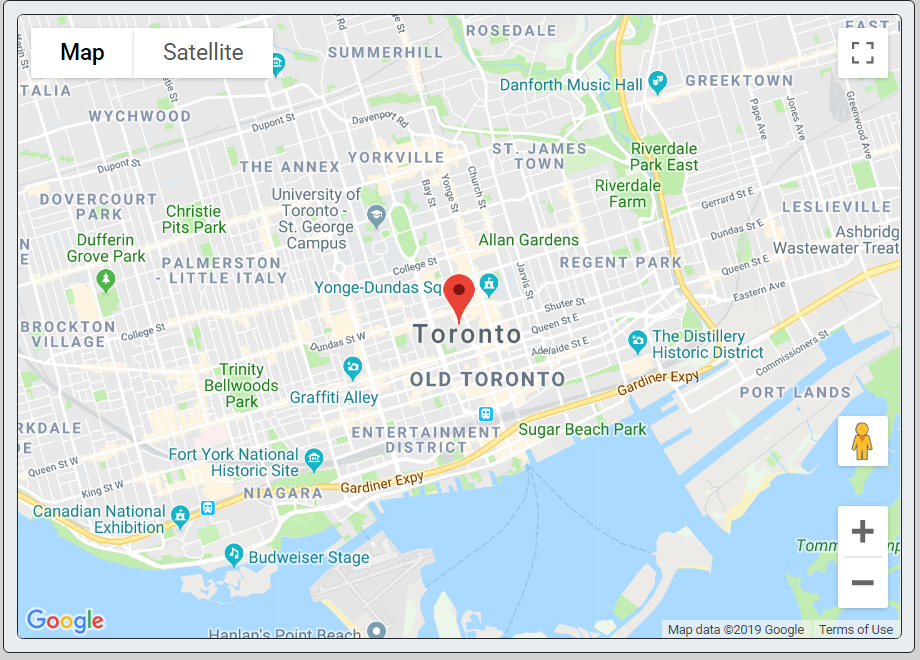 Map
Satellite
ROSEDALE
EAST
SUMMERHILL
TALIA
Danforth Music Hall
GREEKTOWN
WYCHWOOD
Dupont St
Davenport Rd
Pape Ave
Jones Ave
Greenwood Ave
Dupont St
THE ANNEX
YORKVILLE
ST. JAMES
TOWN
Riverdale
Park East
Riverdale
Farm
Bay St
Yonge St
Church St
University of
Toronto -
St. George
Campus
DOVERCOURT
PARK
Christie
Pits Park
Gerrard St E
LESLIEVILLE
Dufferin
Grove Park
Allan Gardens
Dundas St E
Ashbridg
Wastewater Treat
PALMERSTON
- LITTLE ITALY
College St
Jarvis St
REGENT PARK
Queen St E
Yonge-Dundas Sq
Eastern Ave
Shuter St
Queen St E
Adelaide St E
BROCKTON
VILLAGE
College St
Dundas St W
Toronto
The Distillery
Historic District
Commissioners St
Trinity
Bellwoods
Park
Graffiti Alley
OLD TORONTO
Gardiner Expy
PORT LANDS
RKDALE
DE
ENTERTAINMENT
DISTRICT
Sugar Beach Park
Queen St W
Fort York National
Historic Site
King St W
NIAGARA
Gardiner Expy
Canadian National
Exhibition
Budweiser Stage
Tomm
mp
Google
Hanlan's Point Beach
Map data ©2019 Google
Terms of Use